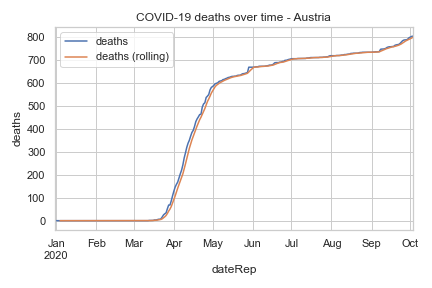 COVID-19 deaths over time - Austria
deaths
deaths (rolling)
800
700
600
500
400
300
200
100
0
deaths
Jan Feb Mar Apr May Jun Jul Aug Sep Oct
2020
dateRep